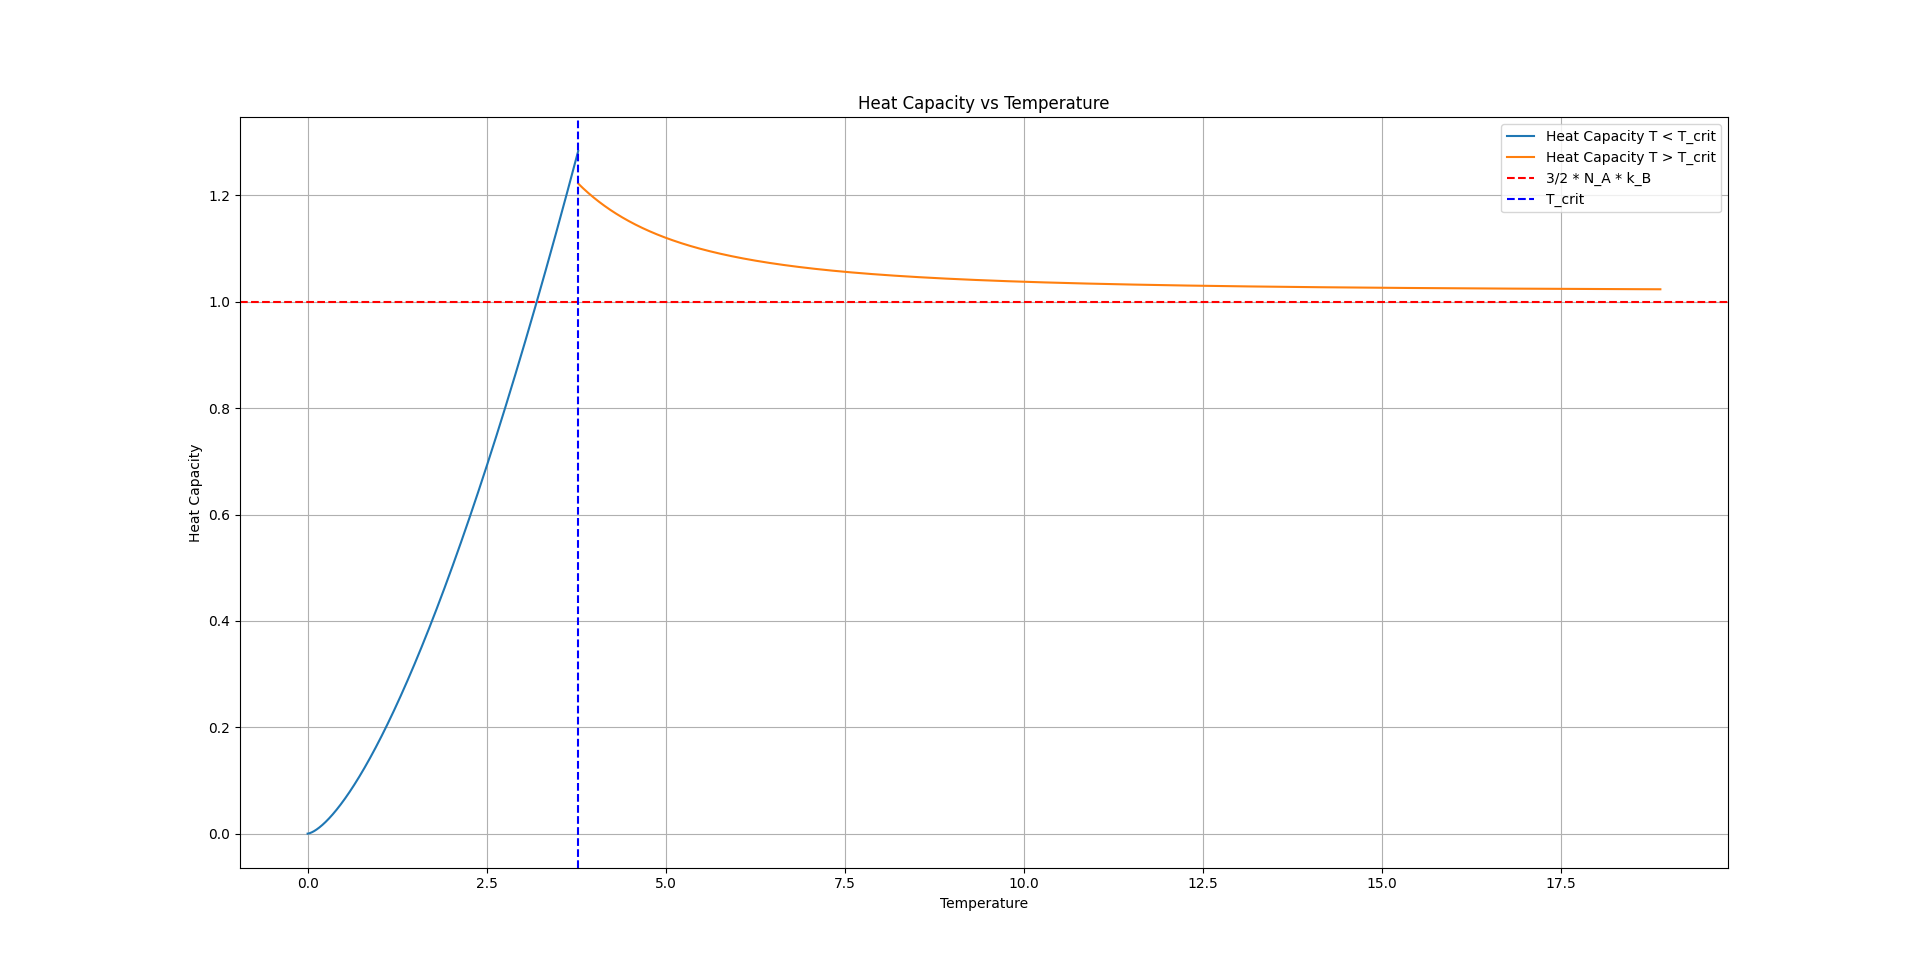 Heat Capacity vs Temperature
Heat Capacity T < T_crit
Heat Capacity T > T_crit
3/2 * N_A * k_B
T_crit
Heat Capacity
1.2
1.0
0.8
0.6
0.4
0.2
0.0
0.0 2.5 5.0 7.5 10.0 12.5 15.0 17.5
Temperature